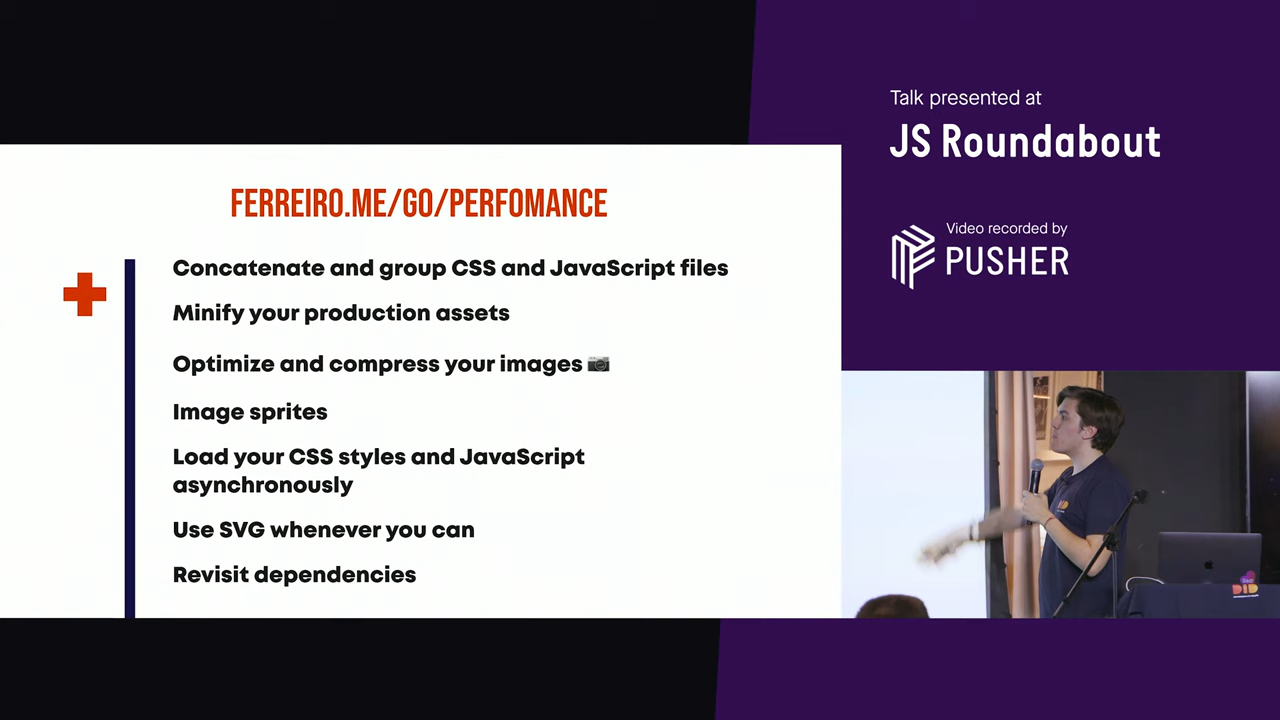 FERREIRO.ME/GO/PERFOMANCE
Concatenate and group CSS and JavaScript files
Minify your production assets
Optimize and compress your images
Image sprites
Load your CSS styles and JavaScript
asynchronously
Use SVG whenever you can
Revisit dependencies
Talk presented at
JS Roundabout
Video recorded by
PUSHER